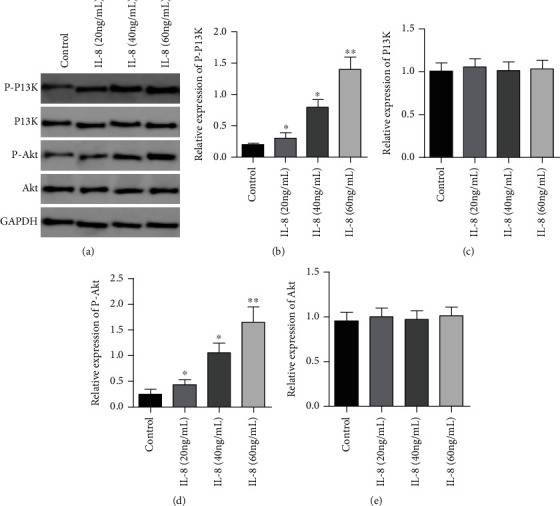 Control
IL-8 (20ng/mL)
IL-8 (40ng/mL)
IL-8 (60ng/mL)
P-P13K
P13K
P-Akt
Akt
GAPDH
(a)
Relative expression of P-P13K
2.0
1.5
1.0
0.5
0.0
*
*
**
Control
IL-8 (20ng/mL)
IL-8 (40ng/mL)
IL-8 (60ng/mL)
(b)
Relative expression of P13K
1.5
1.0
0.5
0.0
Control
IL-8 (20ng/mL)
IL-8 (40ng/mL)
IL-8 (60ng/mL)
(c)
Relative expression of P-Akt
2.5
2.0
1.5
1.0
0.5
0.0
*
*
**
Control
IL-8 (20ng/mL)
IL-8 (40ng/mL)
IL-8 (60ng/mL)
(d)
Relative expression of Akt
1.5
1.0
0.5
0.0
Control
IL-8 (20ng/mL)
IL-8 (40ng/mL)
IL-8 (60ng/mL)
(e)